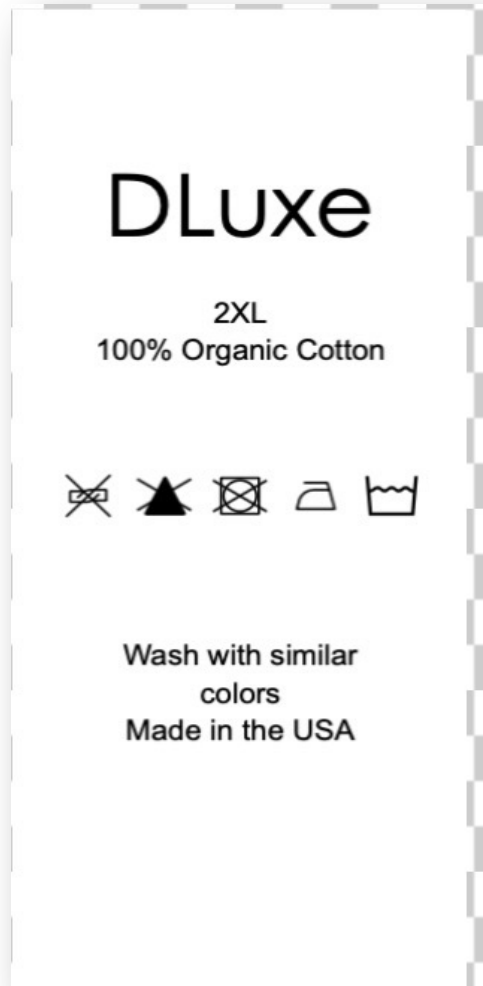 DLuxe
2XL
100% Organic Cotton
Wash with similar
colors
Made in the USA